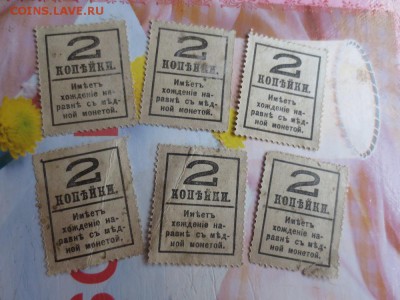 COINS.LAVE.RU
2
КОПѢЙКИ.
Имѣетъ
хожденіе на-
равнѣ съ мѣд-
ной монетой.
2
КОПѢЙКИ.
Имѣетъ
хожденіе на-
равнѣ съ мѣд-
ной монетой.
2
КОПѢЙКИ.
Имѣетъ
хожденіе на-
равнѣ съ мѣд-
ной монетой.
2
КОПѢЙКИ.
Имѣетъ
хожденіе на-
равнѣ съ мѣд-
ной монетой.
2
КОПѢЙКИ.
Имѣетъ
хожденіе на-
равнѣ съ мѣд-
ной монетой.
2
КОПѢЙКИ.
Имѣетъ
хожденіе на-
равнѣ съ мѣд-
ной монетой.